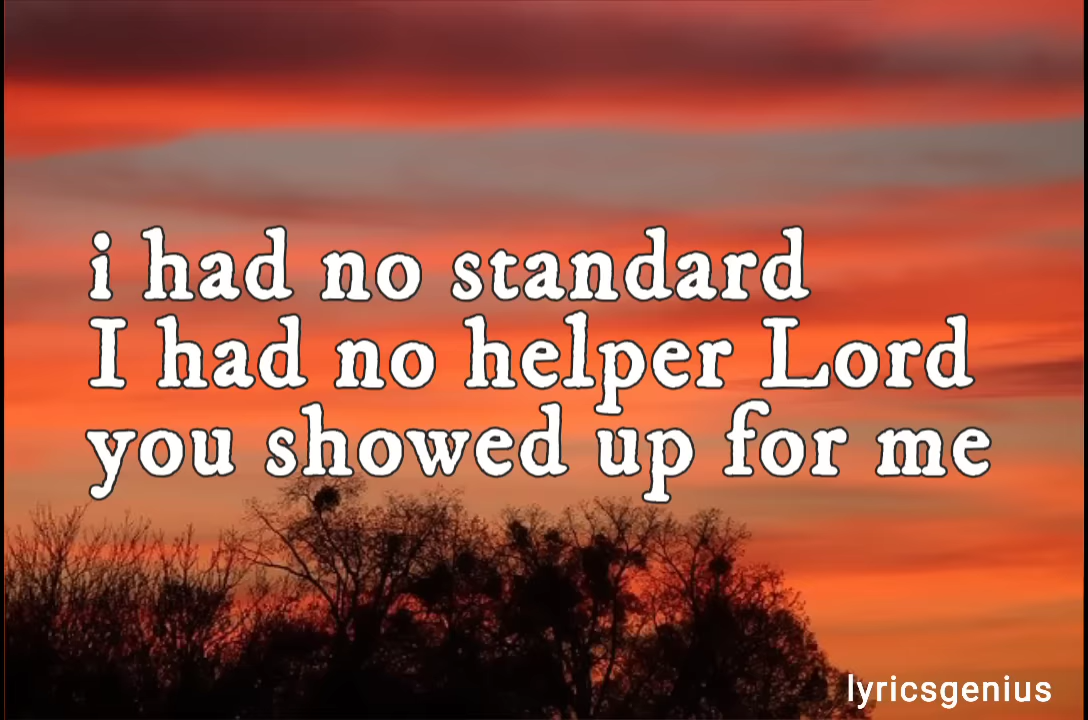 i had no standard
I had no helper Lord
you showed up for me
lyricsgenius